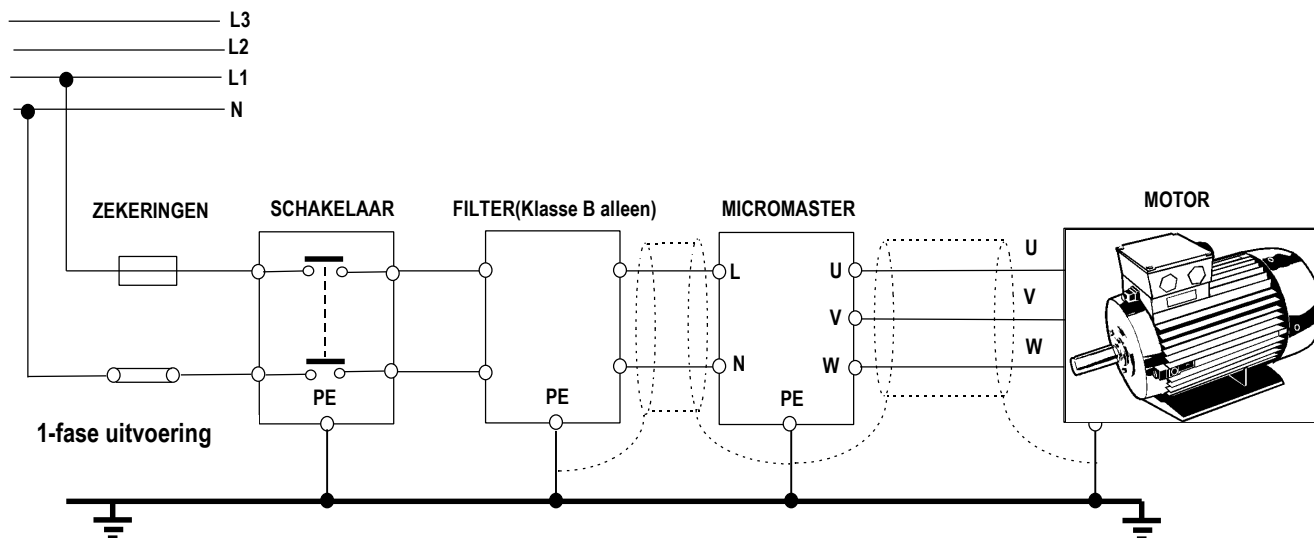 L3
L2
L1
N
ZEKERINGEN
SCHAKELAAR
FILTER(Klasse B alleen)
MICROMASTER
MOTOR
U
L
U
V
V
W
N
W
PE
PE
PE
1-fase uitvoering